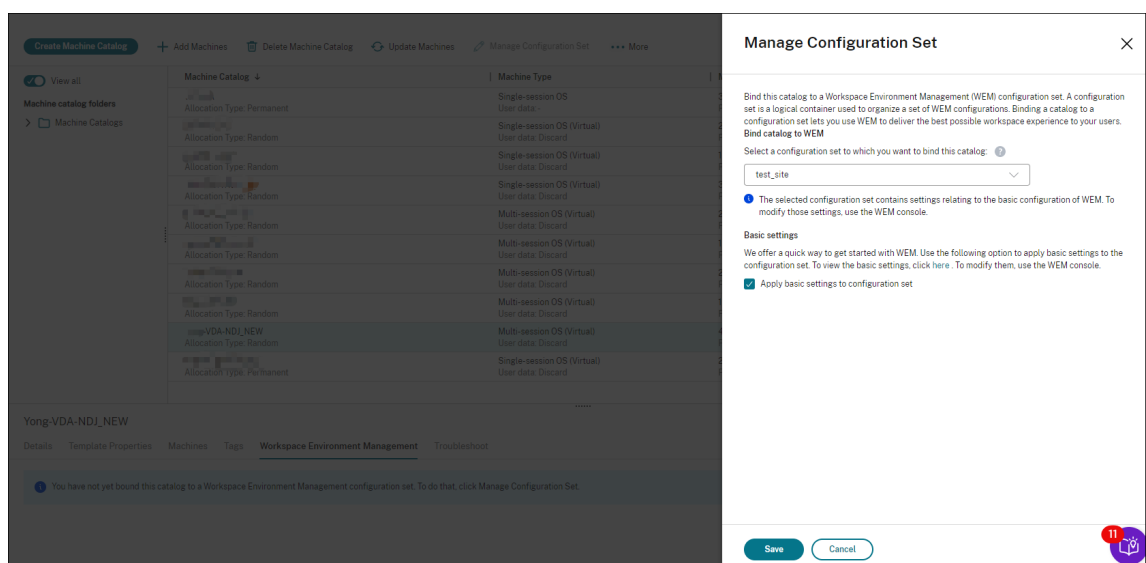 Create Machine Catalog
Add Machines
Delete Machine Catalog
Update Machines
Manage Configuration Set
More
View all
Machine catalog folders
Machine Catalogs
Machine Catalog ↓
Machine Type
Single-session OS
Allocation Type: Permanent
User data: -
Single-session OS (Virtual)
Allocation Type: Random
User data: Discard
Single-session OS (Virtual)
Allocation Type: Random
User data: Discard
Single-session OS (Virtual)
Allocation Type: Random
User data: Discard
Multi-session OS (Virtual)
Allocation Type: Random
User data: Discard
Multi-session OS (Virtual)
Allocation Type: Random
User data: Discard
Multi-session OS (Virtual)
Allocation Type: Random
User data: Discard
Multi-session OS (Virtual)
Allocation Type: Random
User data: Discard
-VDA-NDJ_NEW
Multi-session OS (Virtual)
Allocation Type: Random
User data: Discard
Single-session OS (Virtual)
Allocation Type: Permanent
User data: Discard
Yong-VDA-NDJ_NEW
Details
Template Properties
Machines
Tags
Workspace Environment Management
Troubleshoot
You have not yet bound this catalog to a Workspace Environment Management configuration set. To do that, click Manage Configuration Set.
Manage Configuration Set
Bind this catalog to a Workspace Environment Management (WEM) configuration set. A configuration
set is a logical container used to organize a set of WEM configurations. Binding a catalog to a
configuration set lets you use WEM to deliver the best possible workspace experience to your users.
Bind catalog to WEM
Select a configuration set to which you want to bind this catalog: ?
test_site
The selected configuration set contains settings relating to the basic configuration of WEM. To
modify those settings, use the WEM console.
Basic settings
We offer a quick way to get started with WEM. Use the following option to apply basic settings to the
configuration set. To view the basic settings, click here . To modify them, use the WEM console.
Apply basic settings to configuration set
Save
Cancel
11